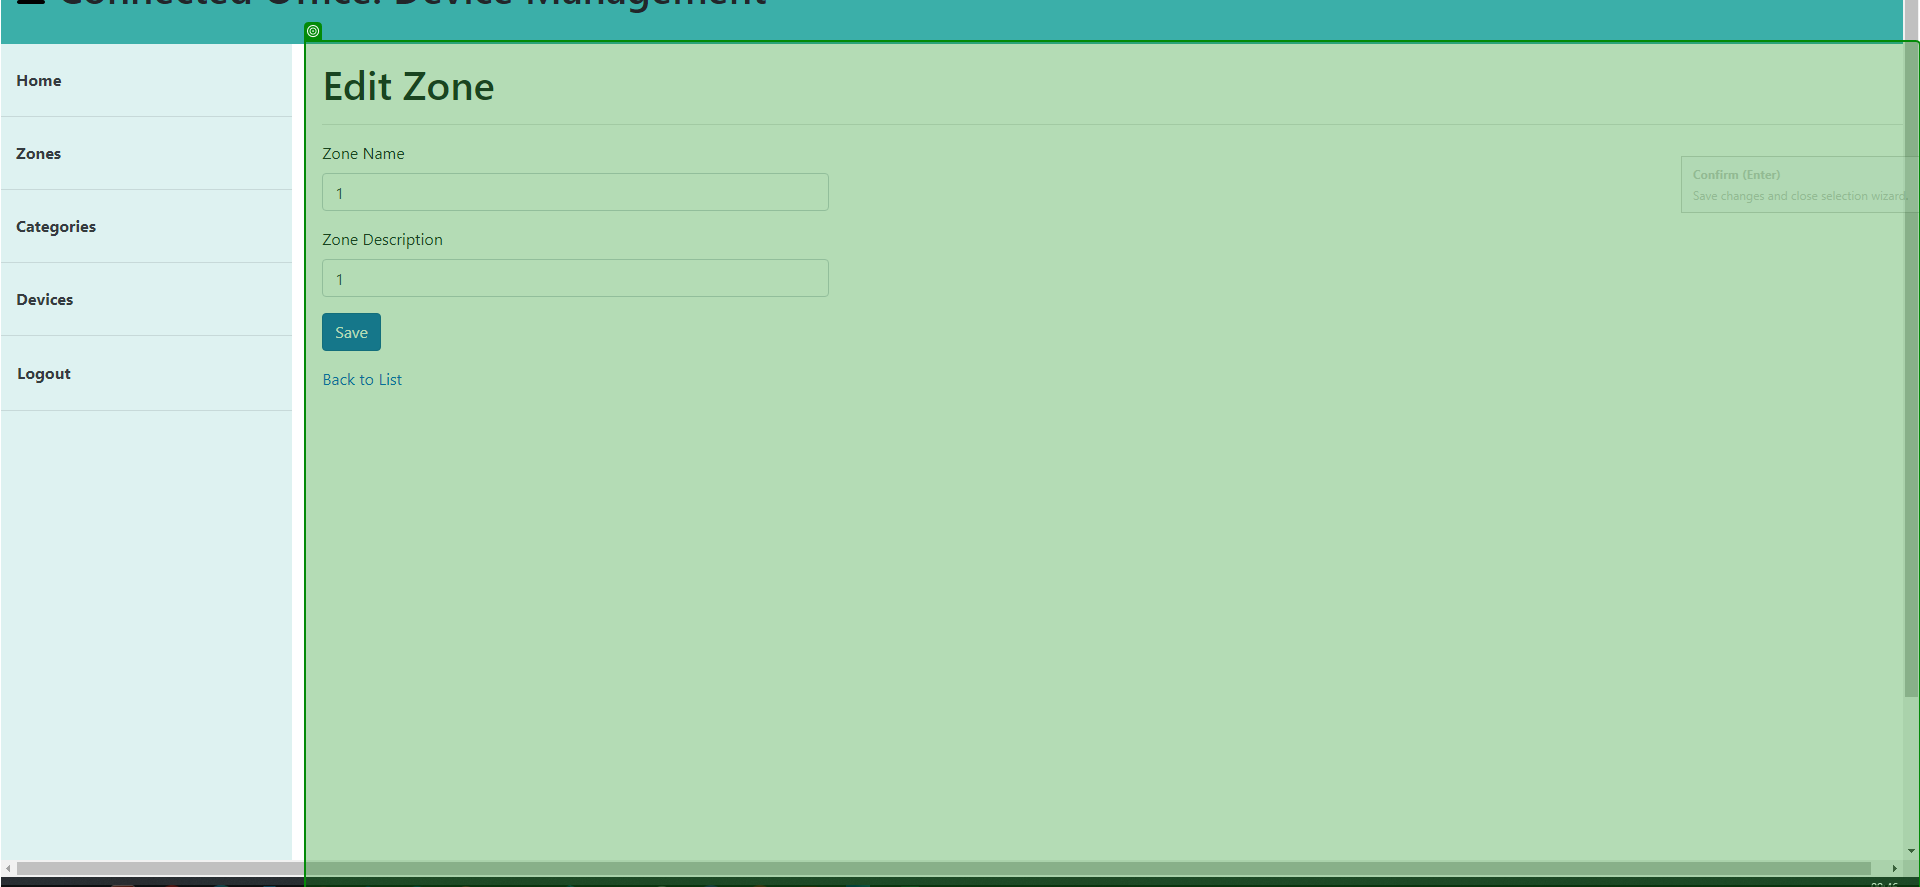 Connected Office: Device Management
Home
Zones
Categories
Devices
Logout
Edit Zone
Zone Name
1
Zone Description
1
Save
Back to List
Confirm (Enter)
Save changes and close selection wizard.